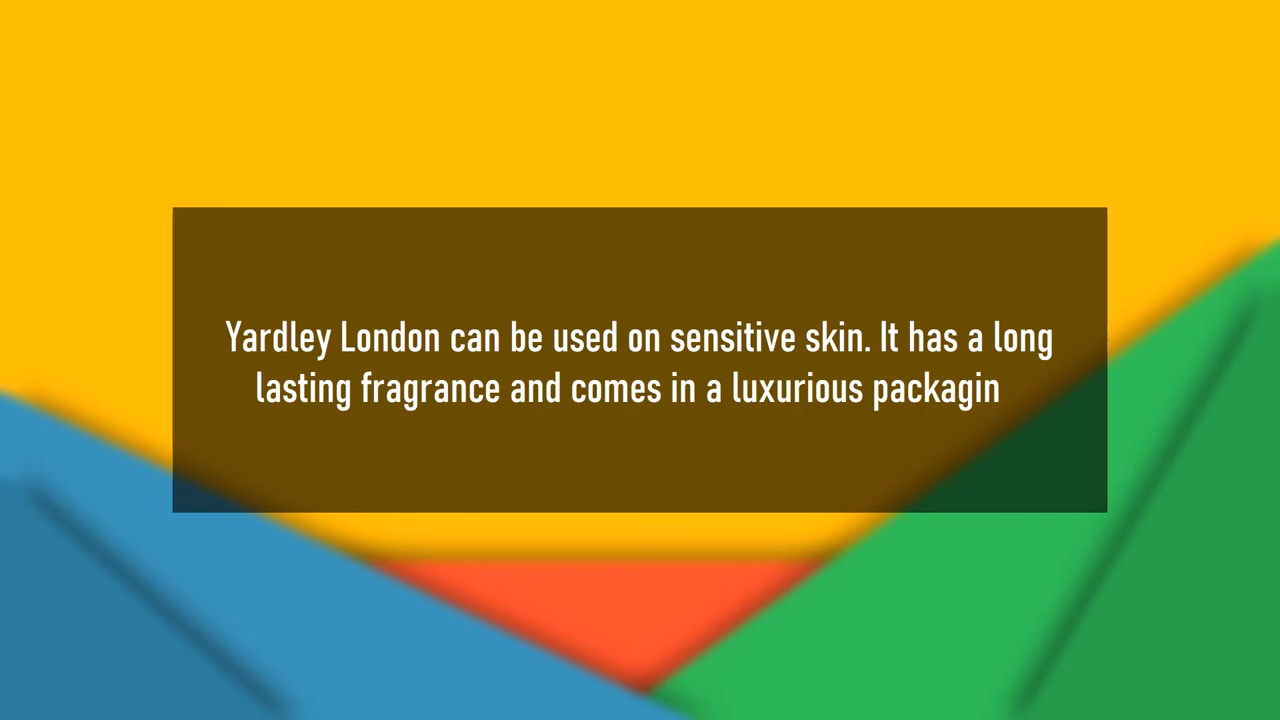 Yardley London can be used on sensitive skin. It has a long
lasting fragrance and comes in a luxurious packagin